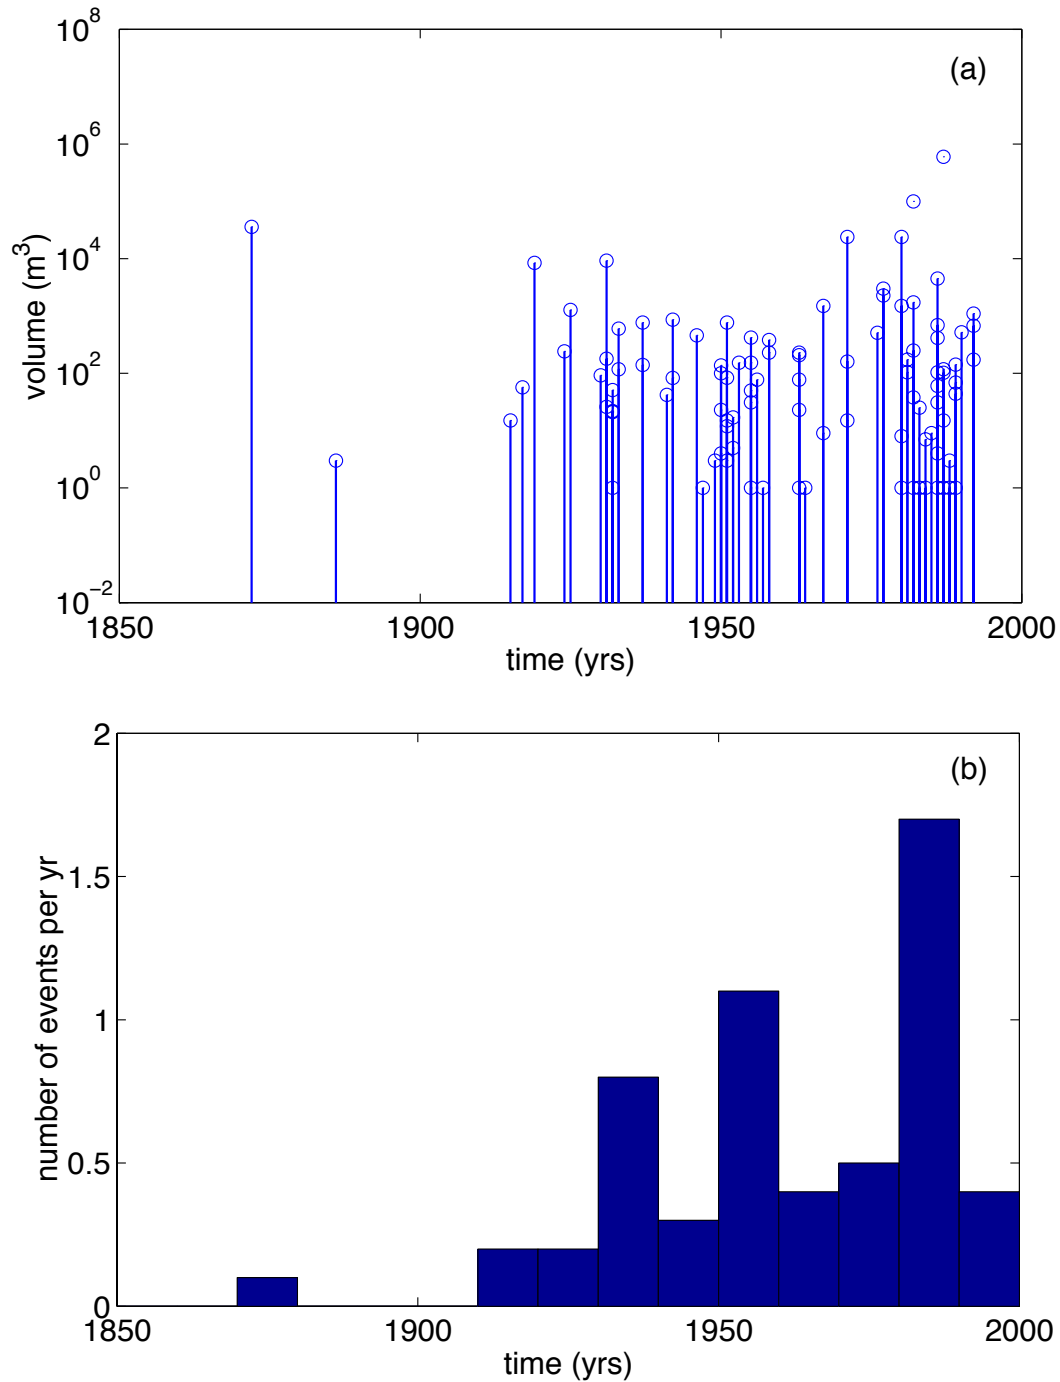 (a)
10^8
10^6
10^4
10^2
10^0
10^−2
volume (m^3)
1850 1900 1950 2000
time (yrs)
(b)
2
1.5
1
0.5
0
number of events per yr
1850 1900 1950 2000
time (yrs)